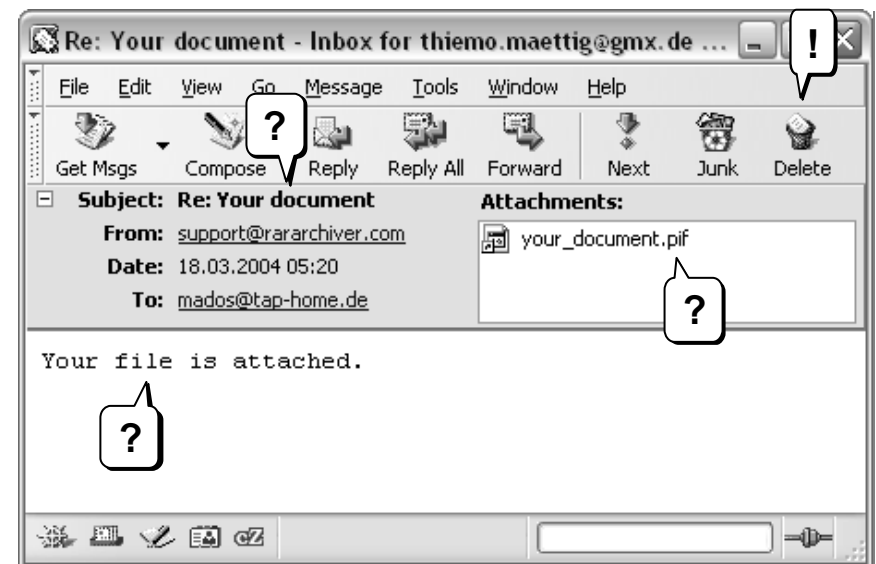 Re: Your document - Inbox for thiemo.maettig@gmx.de ...
!
File Edit View Go Message Tools Window Help
?
Get Msgs Compose Reply Reply All Forward Next Junk Delete
Subject: Re: Your document
From: support@rararchiver.com
Date: 18.03.2004 05:20
To: mados@tap-home.de
Attachments:
your_document.pif
?
Your file is attached.
?